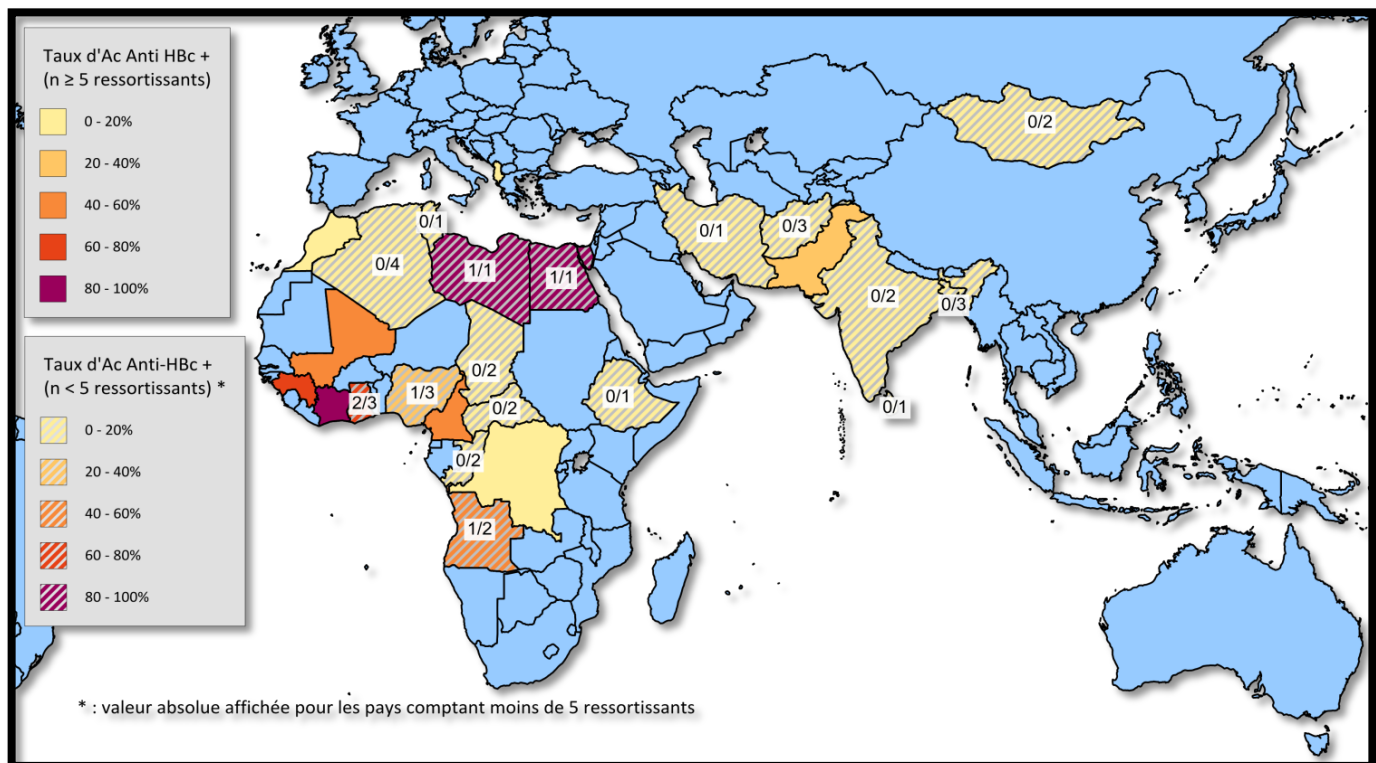 Taux d'Ac Anti HBc +
(n ≥ 5 ressortissants)
0 - 20%
20 - 40%
40 - 60%
60 - 80%
80 - 100%
Taux d'Ac Anti-HBc +
(n < 5 ressortissants) *
0 - 20%
20 - 40%
40 - 60%
60 - 80%
80 - 100%
0/2
0/1
0/4
1/1
1/1
0/1
0/3
0/2
0/3
0/1
0/2
1/3
2/3
0/2
0/1
0/2
1/2
* : valeur absolue affichée pour les pays comptant moins de 5 ressortissants